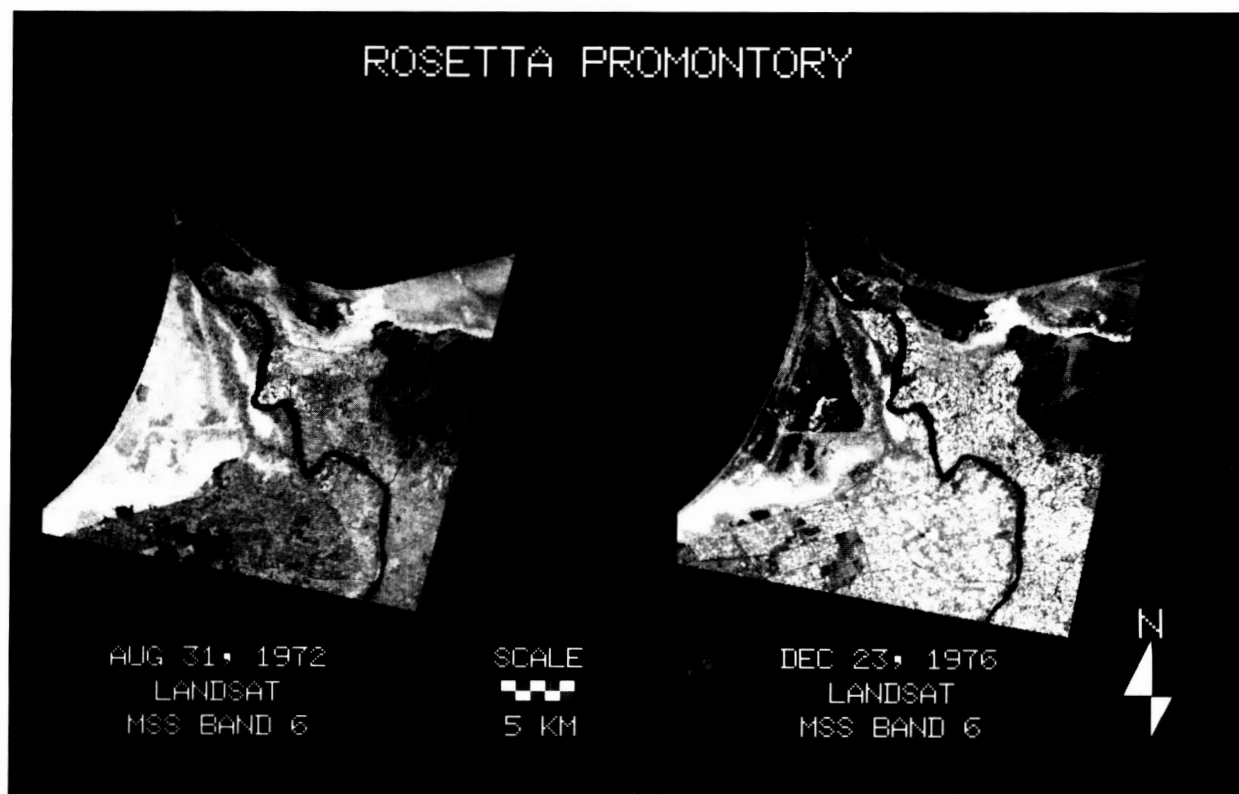 ROSETTA PROMONTORY
AUG 31, 1972
LANDSAT
MSS BAND 6
SCALE
5 KM
DEC 23, 1976
LANDSAT
MSS BAND 6
N